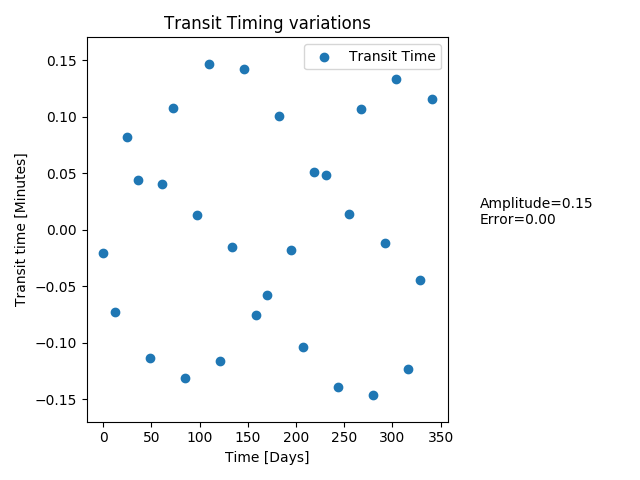 Transit Timing variations
Transit Time
0.15
0.10
0.05
0.00
−0.05
−0.10
−0.15
Transit time [Minutes]
Amplitude=0.15
Error=0.00
0 50 100 150 200 250 300 350
Time [Days]